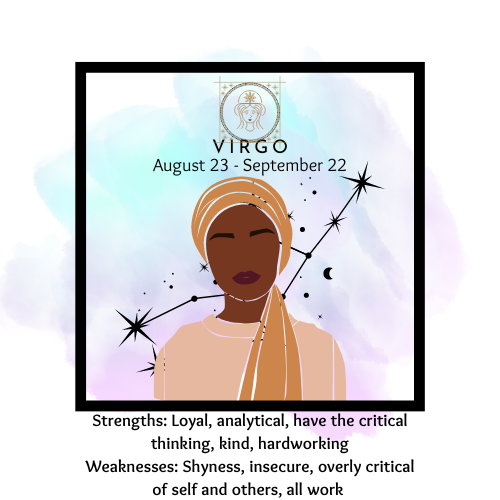 VIRGO
August 23 - September 22
Strengths: Loyal, analytical, have the critical
thinking, kind, hardworking
Weaknesses: Shyness, insecure, overly critical
of self and others, all work